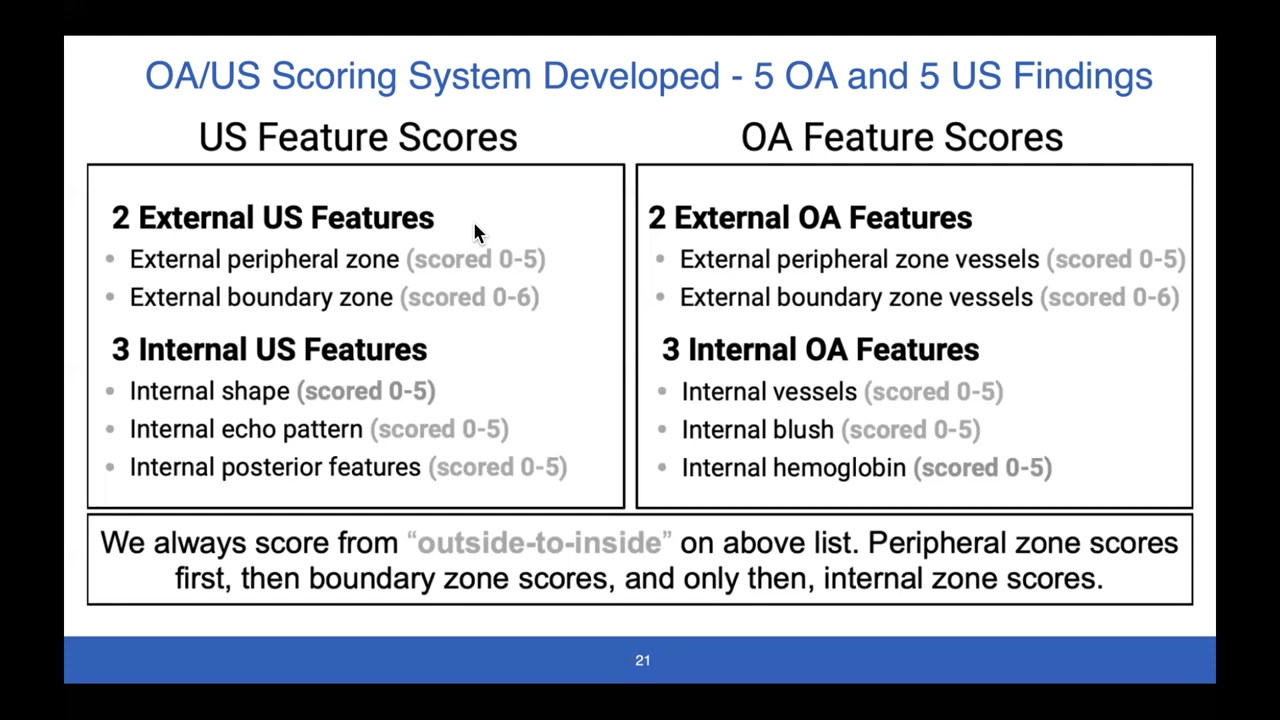 OA/US Scoring System Developed - 5 OA and 5 US Findings
US Feature Scores
2 External US Features
• External peripheral zone (scored 0-5)
• External boundary zone (scored 0-6)
3 Internal US Features
• Internal shape (scored 0-5)
• Internal echo pattern (scored 0-5)
• Internal posterior features (scored 0-5)
OA Feature Scores
2 External OA Features
• External peripheral zone vessels (scored 0-5)
• External boundary zone vessels (scored 0-6)
3 Internal OA Features
• Internal vessels (scored 0-5)
• Internal blush (scored 0-5)
• Internal hemoglobin (scored 0-5)
We always score from “outside-to-inside” on above list. Peripheral zone scores
first, then boundary zone scores, and only then, internal zone scores.
21